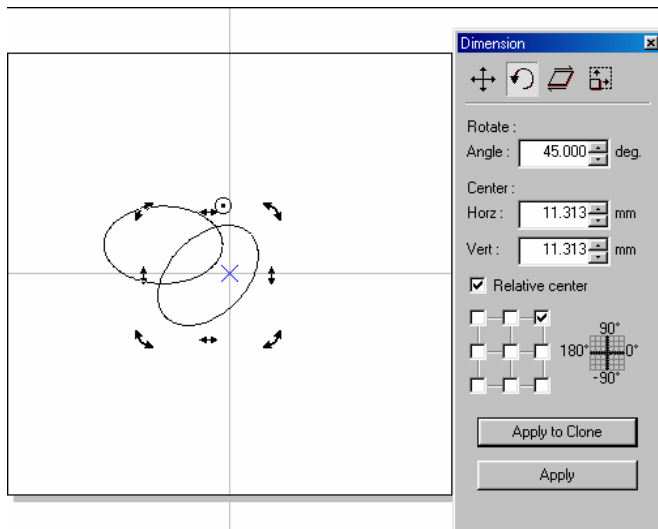 Dimension
Rotate :
Angle : 45.000 deg.
Center :
Horz : 11.313 mm
Vert : 11.313 mm
Relative center
90°
180° 0°
-90°
Apply to Clone
Apply